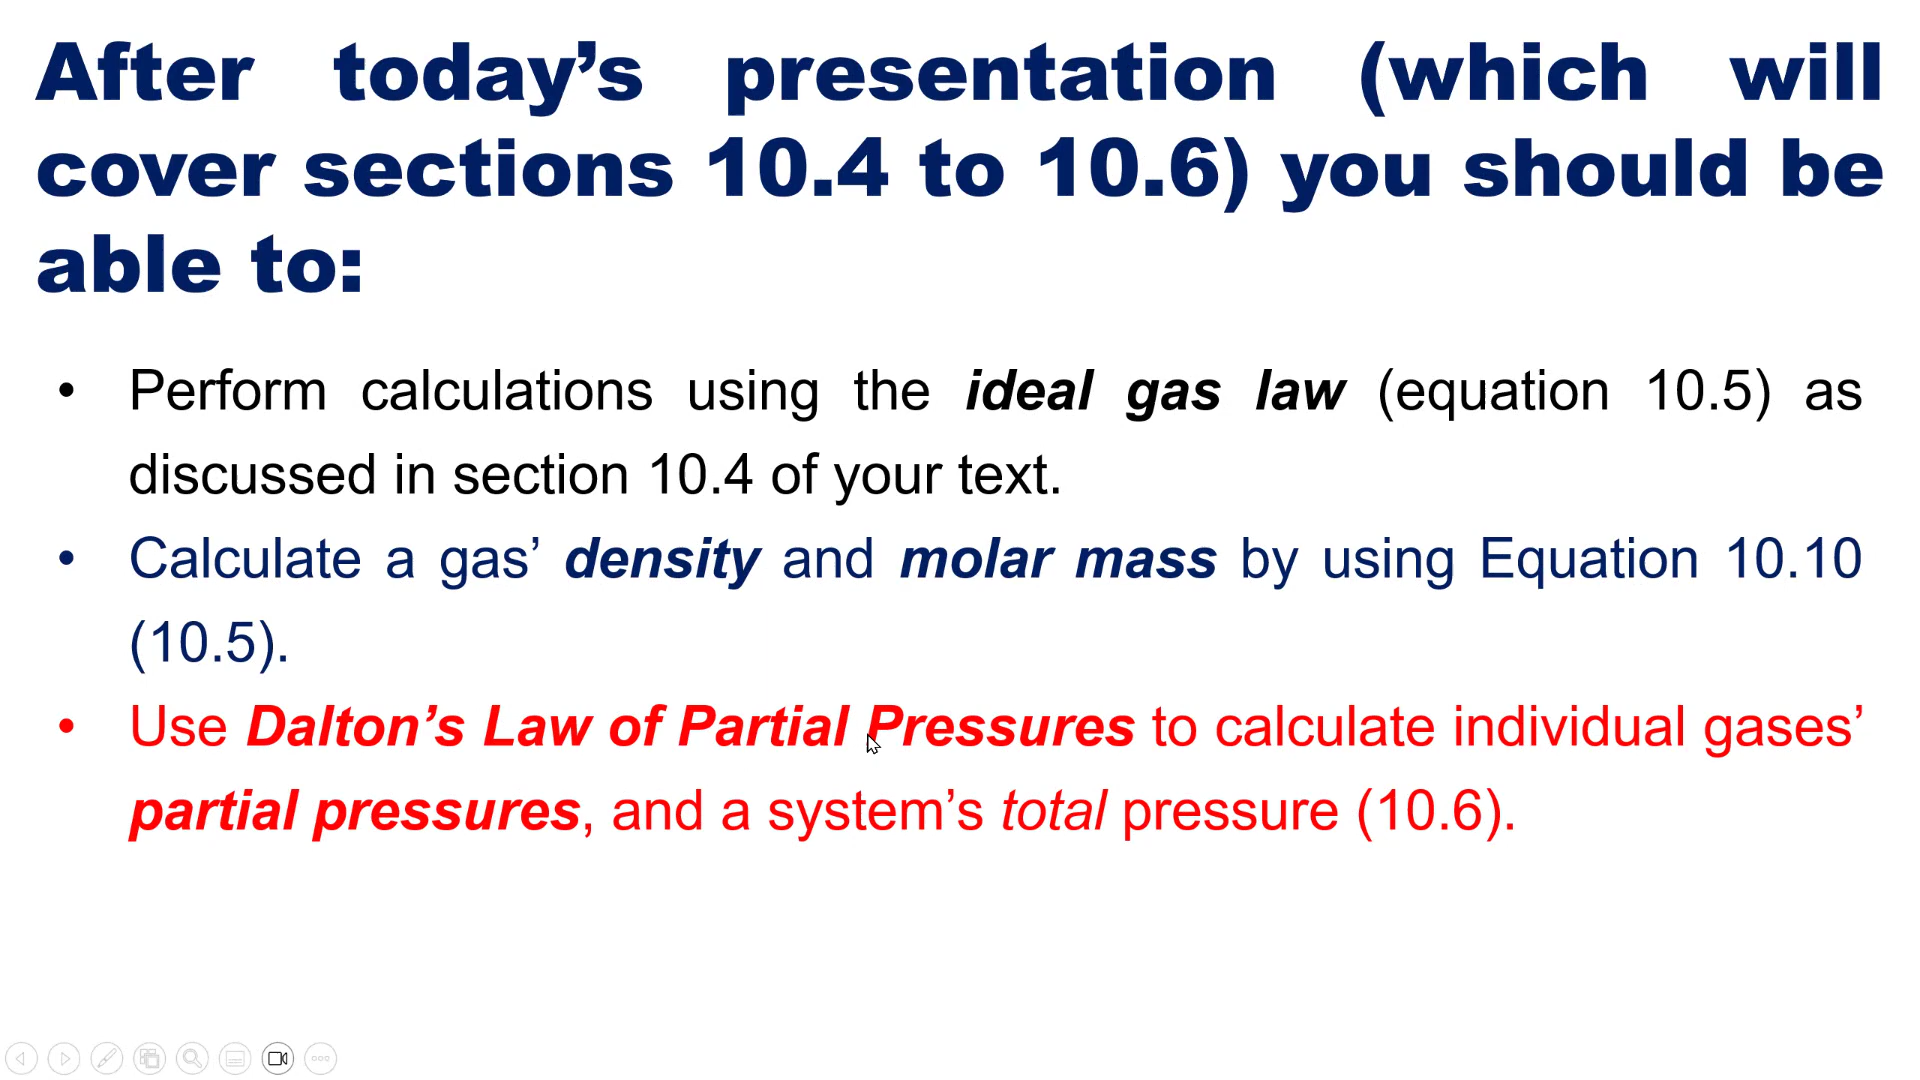 After today’s presentation (which will
cover sections 10.4 to 10.6) you should be
able to:
• Perform calculations using the ideal gas law (equation 10.5) as
discussed in section 10.4 of your text.
• Calculate a gas’ density and molar mass by using Equation 10.10
(10.5).
• Use Dalton’s Law of Partial Pressures to calculate individual gases’
partial pressures, and a system’s total pressure (10.6).